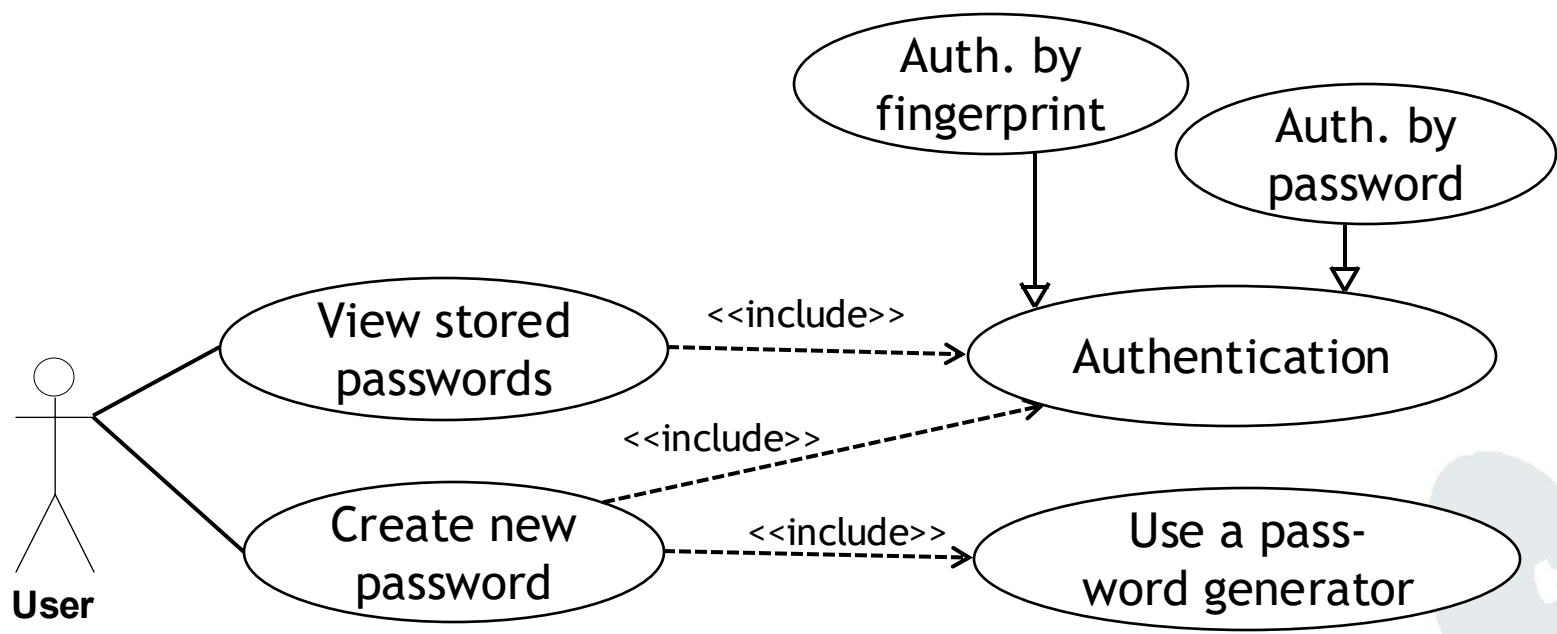 Auth. by
fingerprint
Auth. by
password
View stored
passwords
<<include>>
Authentication
<<include>>
Create new
password
<<include>>
Use a pass-
word generator
User